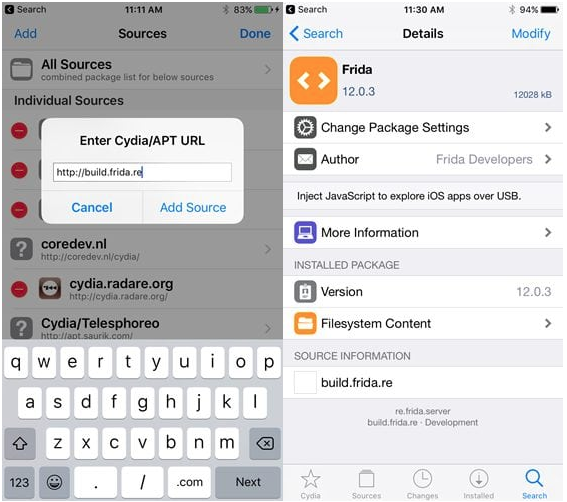 Search 11:11 AM 83%
Add Sources Done
All Sources
combined package list for below sources
Individual Sources
Enter Cydia/APT URL
http://build.frida.re
Cancel Add Source
coredev.nl
http://coredev.nl/cydia/
cydia.radare.org
http://cydia.radare.org/
Cydia/Telesphoreo
http://apt.saurik.com/
q w e r t y u i o p
a s d f g h j k l
z x c v b n m
123 . / .com Next
Search 11:30 AM 94%
Search Details Modify
Frida
12.0.3
12028 kB
Change Package Settings
Author Frida Developers
Inject JavaScript to explore iOS apps over USB.
More Information
INSTALLED PACKAGE
Version 12.0.3
Filesystem Content
SOURCE INFORMATION
build.frida.re
re.frida.server
build.frida.re · Development
Cydia Sources Changes Installed Search